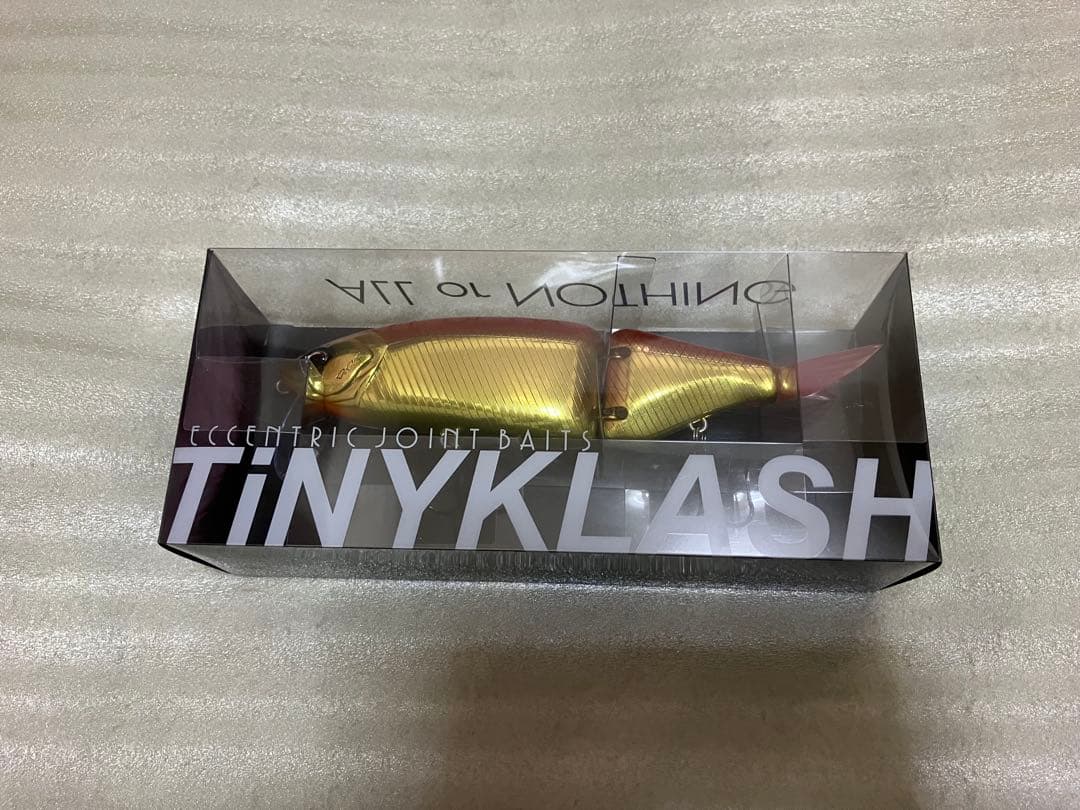 ALL or NOTHING
ECCENTRIC JOINT BAITS
TiNYKLASH